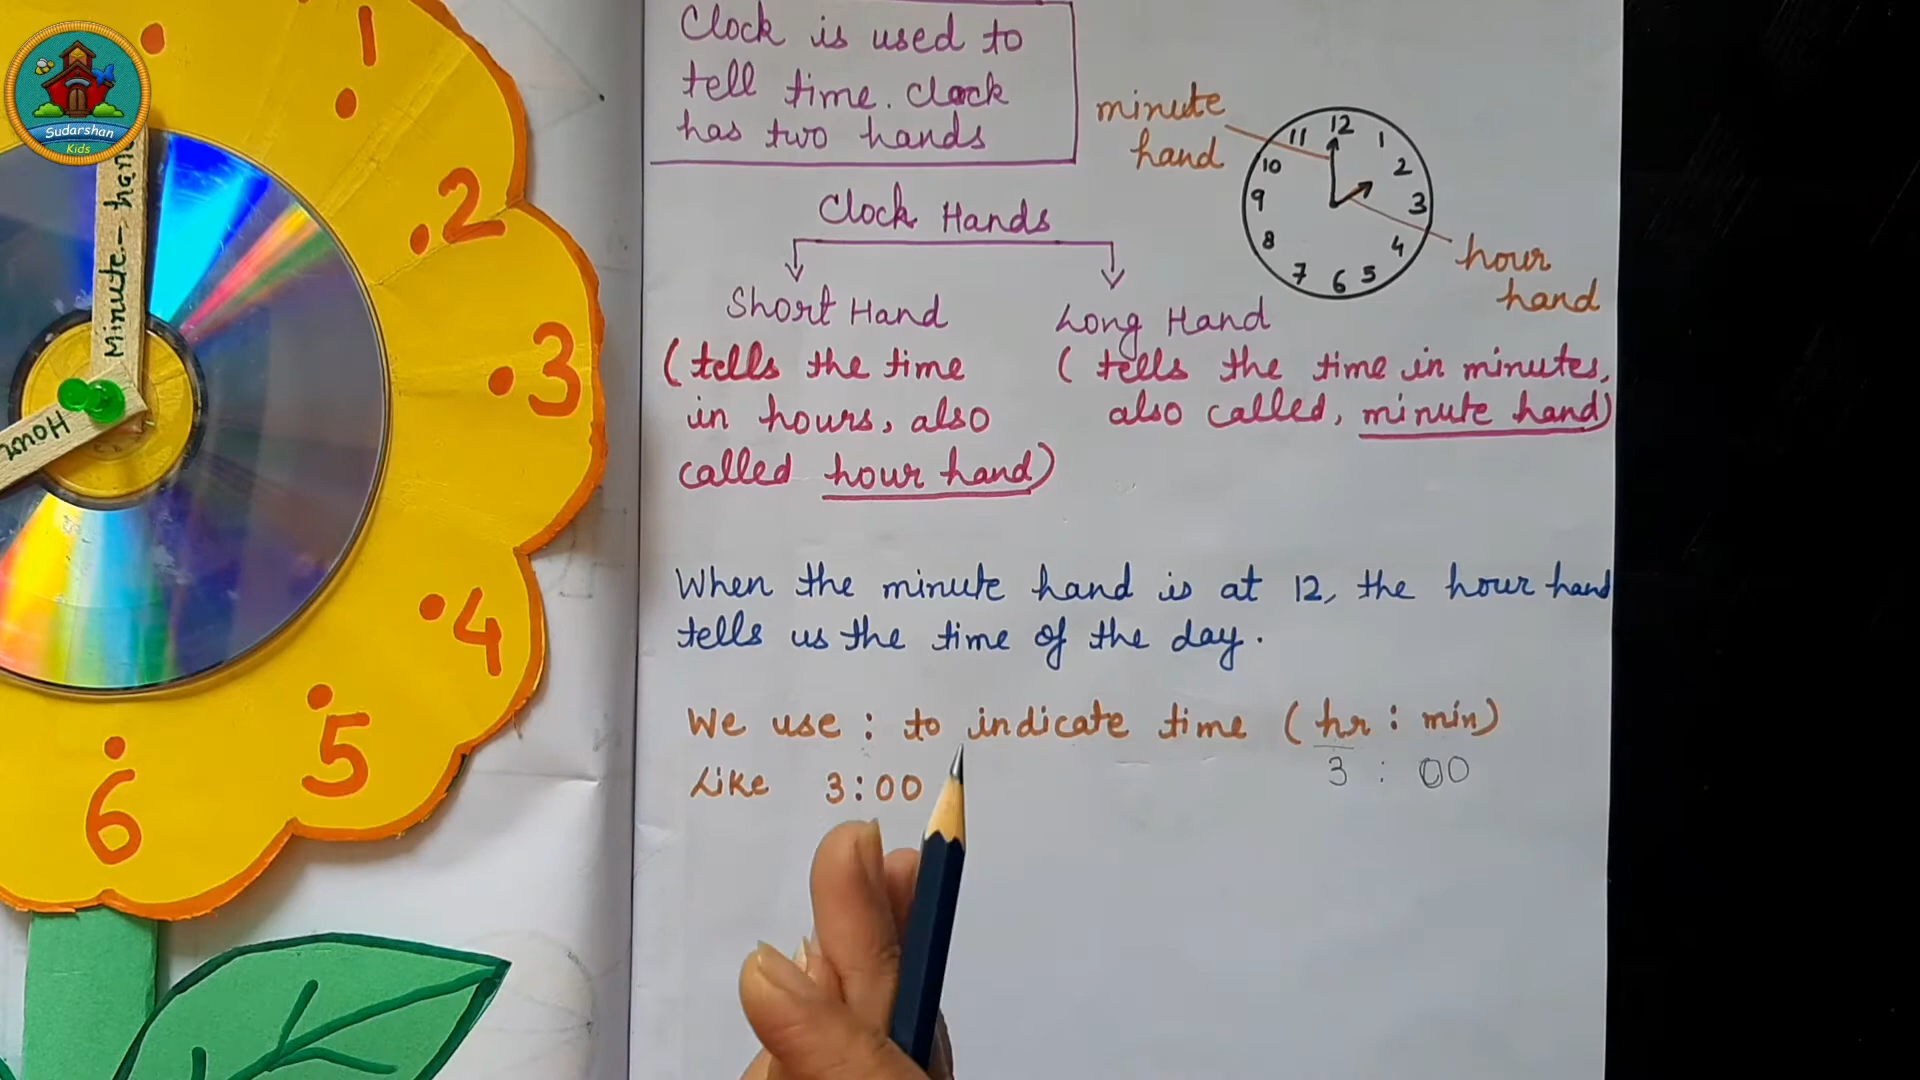 Sudarshan
Kids
1
2
3
4
5
6
Minute - hand
Hour
Clock is used to
tell time. Clock
has two hands
minute
hand
11 12 1
10 2
9 3
8 4
7 6 5
hour
hand
Clock Hands
Short Hand
(tells the time
in hours, also
called hour hand)
Long Hand
( tells the time in minutes,
also called, minute hand)
When the minute hand is at 12, the hour hand
tells us the time of the day.
We use : to indicate time (hr : min)
Like 3:00
3 : 00